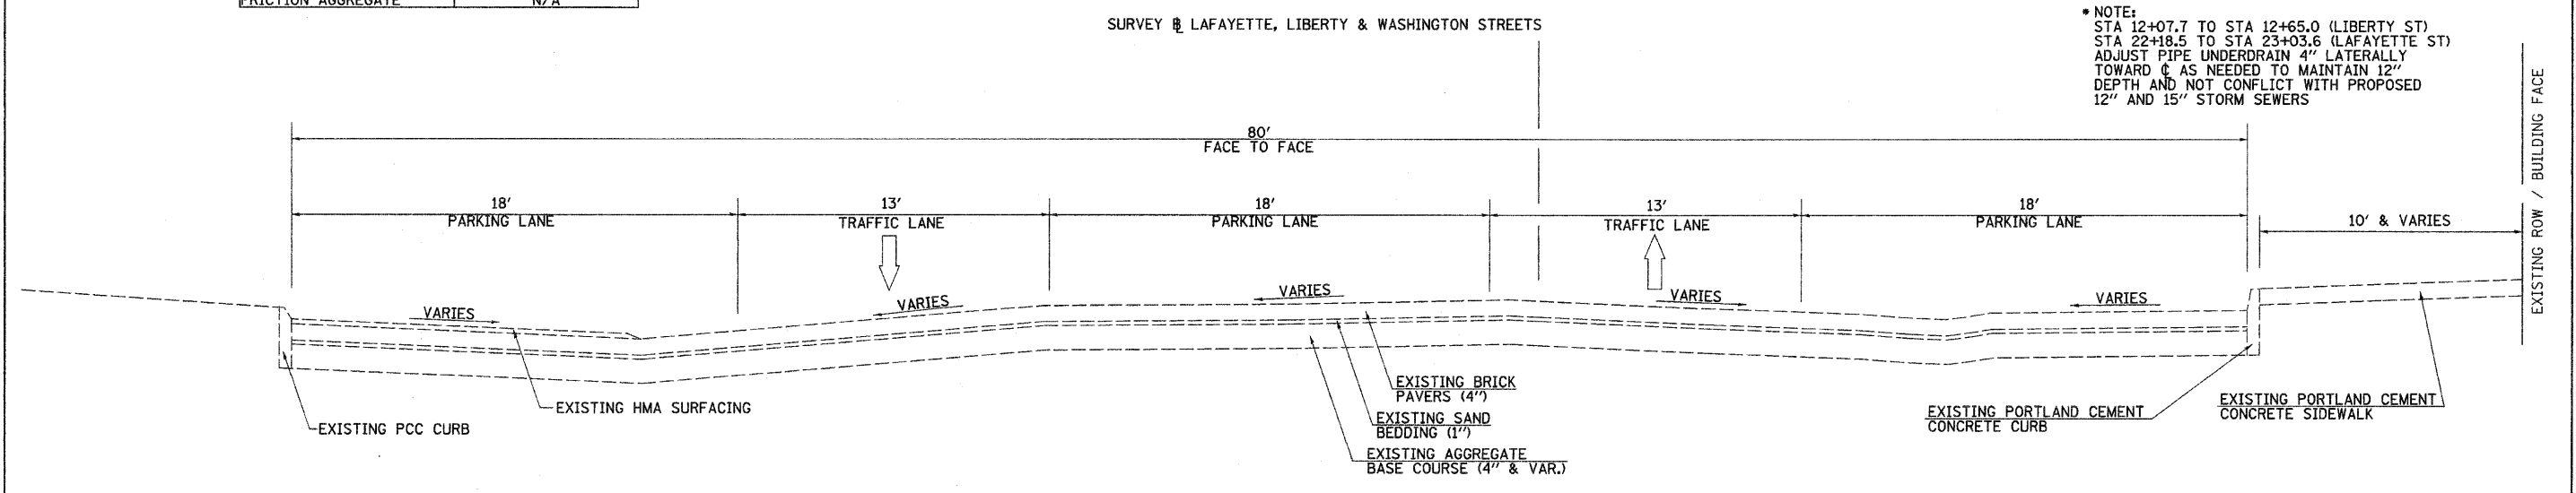 FRICTION AGGREGATE N/A
SURVEY ⅊ LAFAYETTE, LIBERTY & WASHINGTON STREETS
* NOTE:
STA 12+07.7 TO STA 12+65.0 (LIBERTY ST)
STA 22+18.5 TO STA 23+03.6 (LAFAYETTE ST)
ADJUST PIPE UNDERDRAIN 4" LATERALLY
TOWARD ℄ AS NEEDED TO MAINTAIN 12"
DEPTH AND NOT CONFLICT WITH PROPOSED
12" AND 15" STORM SEWERS
EXISTING ROW / BUILDING FACE
80'
FACE TO FACE
18'
PARKING LANE
13'
TRAFFIC LANE
18'
PARKING LANE
13'
TRAFFIC LANE
18'
PARKING LANE
10' & VARIES
VARIES
VARIES
VARIES
VARIES
VARIES
EXISTING PCC CURB
EXISTING HMA SURFACING
EXISTING BRICK
PAVERS (4")
EXISTING SAND
BEDDING (1")
EXISTING AGGREGATE
BASE COURSE (4" & VAR.)
EXISTING PORTLAND CEMENT
CONCRETE CURB
EXISTING PORTLAND CEMENT
CONCRETE SIDEWALK